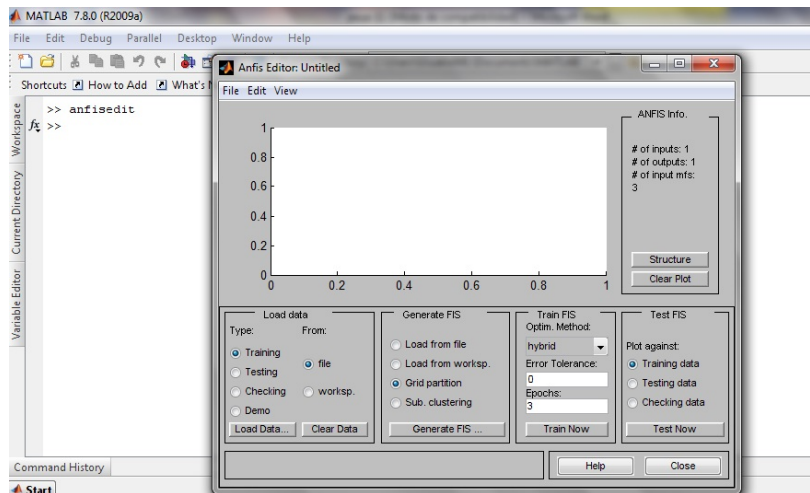 MATLAB 7.8.0 (R2009a)
File Edit Debug Parallel Desktop Window Help
Shortcuts How to Add What's
>> anfisedit
fx >>
Workspace
Current Directory
Variable Editor
Command History
Start
Anfis Editor: Untitled
File Edit View
1
0.8
0.6
0.4
0.2
0
0 0.2 0.4 0.6 0.8 1
ANFIS Info.
# of inputs: 1
# of outputs: 1
# of input mfs:
3
Structure
Clear Plot
Load data
Type: From:
Training
file
Testing
Checking
worksp.
Demo
Load Data... Clear Data
Generate FIS
Load from file
Load from worksp.
Grid partition
Sub. clustering
Generate FIS ...
Train FIS
Optim. Method:
hybrid
Error Tolerance:
0
Epochs:
3
Train Now
Test FIS
Plot against:
Training data
Testing data
Checking data
Test Now
Help Close